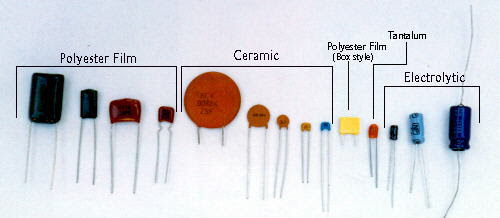 Polyester Film
Ceramic
Polyester Film
(Box style)
Tantalum
Electrolytic